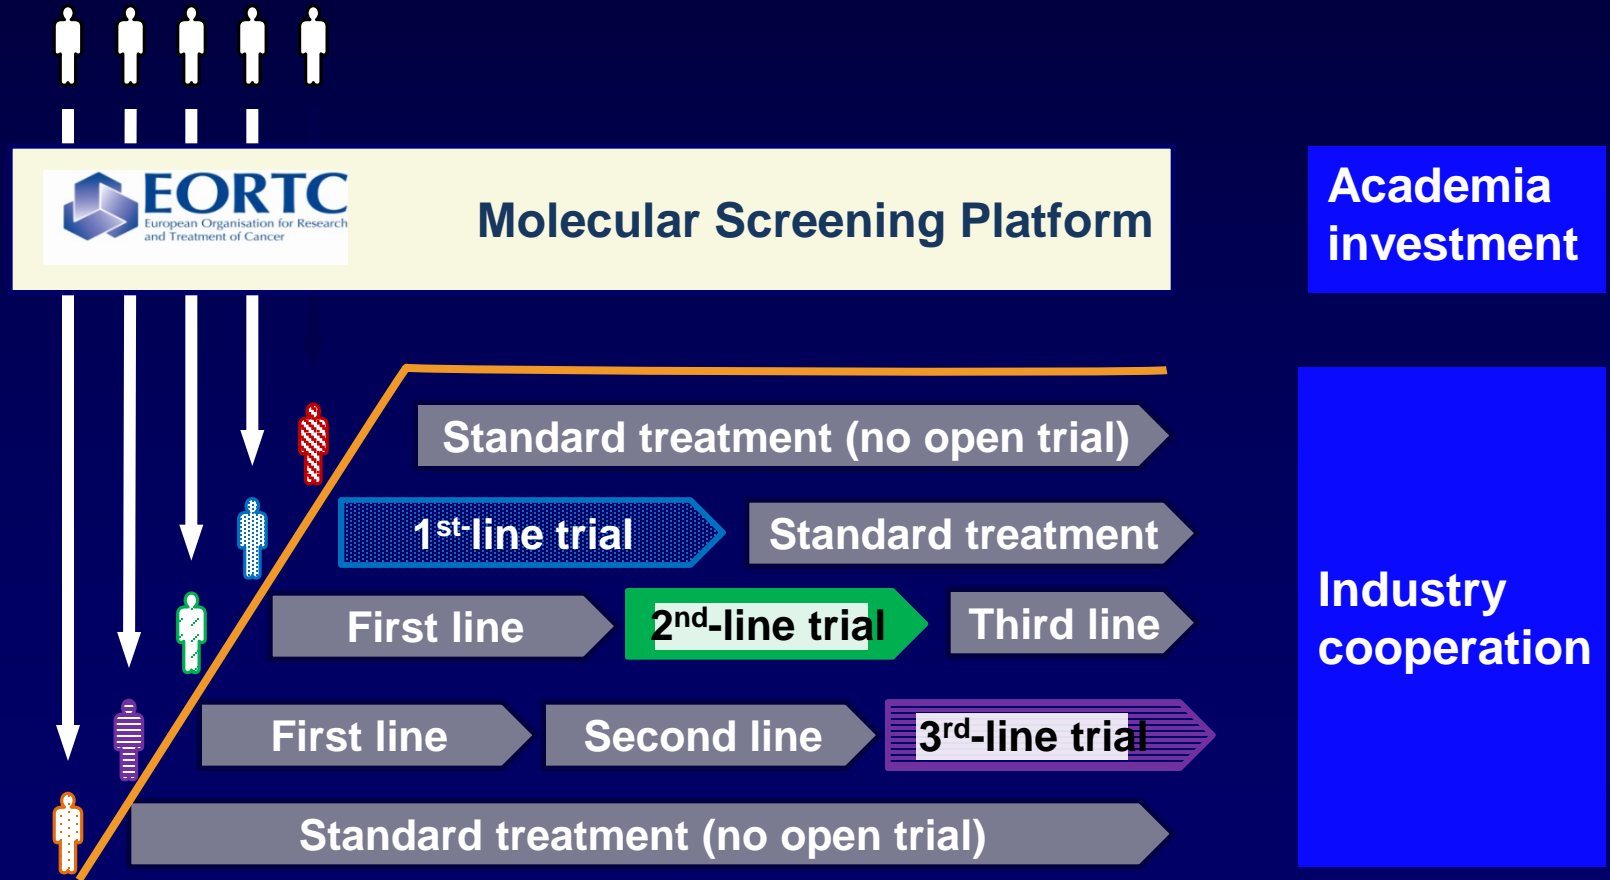 EORTC
European Organisation for Research
and Treatment of Cancer
Molecular Screening Platform
Academia
investment
Standard treatment (no open trial)
1st-line trial
Standard treatment
First line
2nd-line trial
Third line
First line
Second line
3rd-line trial
Standard treatment (no open trial)
Industry
cooperation